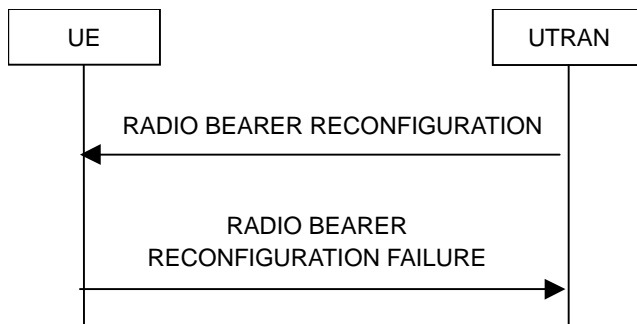 UE
UTRAN
RADIO BEARER RECONFIGURATION
RADIO BEARER
RECONFIGURATION FAILURE